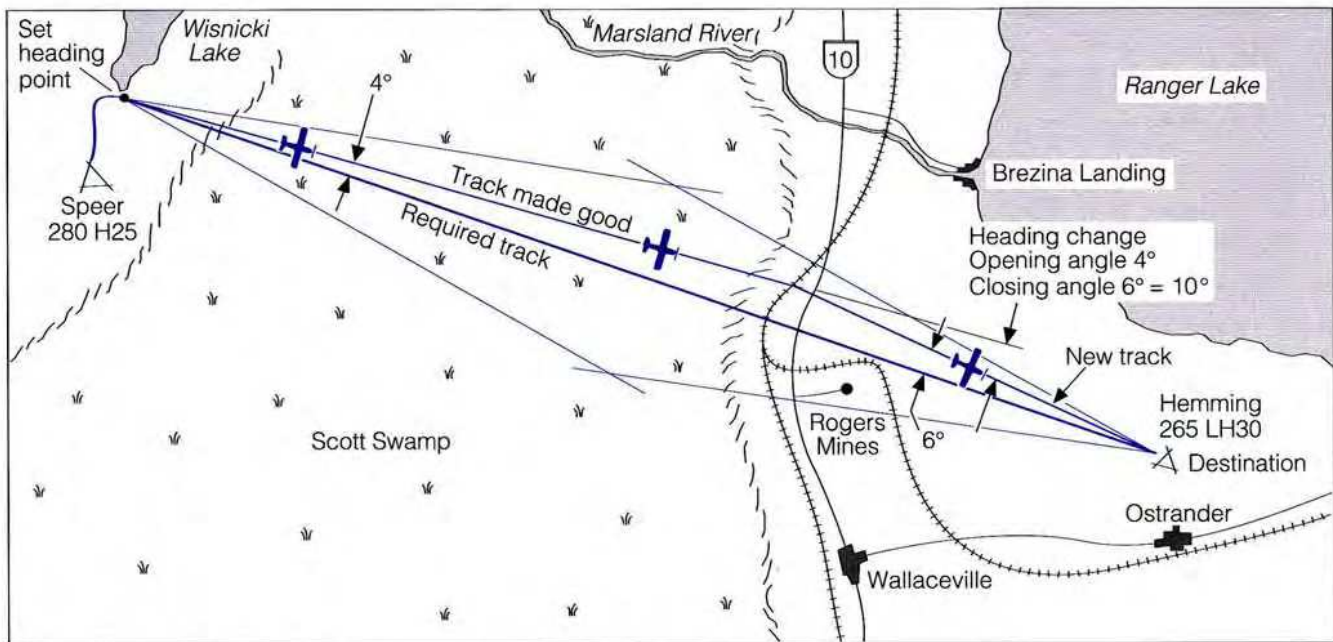 Set
heading
point
Wisnicki
Lake
Marsland River
10
Ranger Lake
4°
Speer
280 H25
Track made good
Required track
Brezina Landing
Heading change
Opening angle 4°
Closing angle 6° = 10°
New track
Hemming
265 LH30
Destination
Rogers
Mines
6°
Scott Swamp
Ostrander
Wallaceville